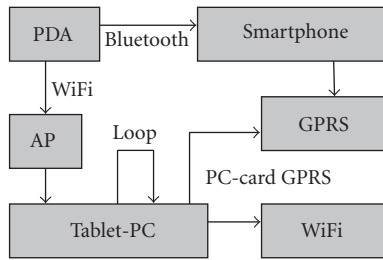 PDA
Bluetooth
Smartphone
WiFi
AP
Loop
GPRS
PC-card GPRS
Tablet-PC
WiFi